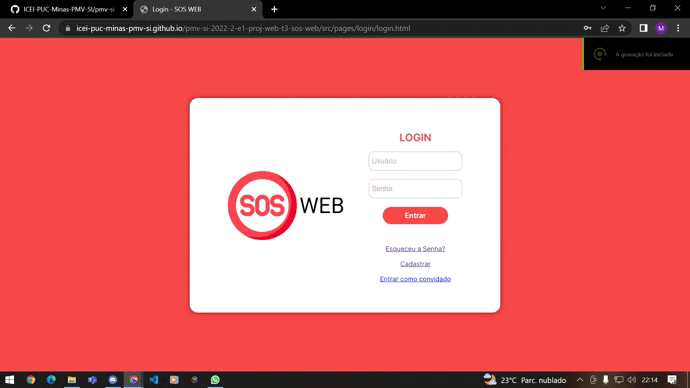 ICEI-PUC-Minas-PMV-SI/pmv-si-
Login - SOS WEB
icei-puc-minas-pmv-si.github.io/pmv-si-2022-2-e1-proj-web-t3-sos-web/src/pages/login/login.html
M
A gravação foi iniciada
LOGIN
Usuário
Senha
Entrar
SOS WEB
Esqueceu a Senha?
Cadastrar
Entrar como convidado
23°C Parc. nublado
22:14